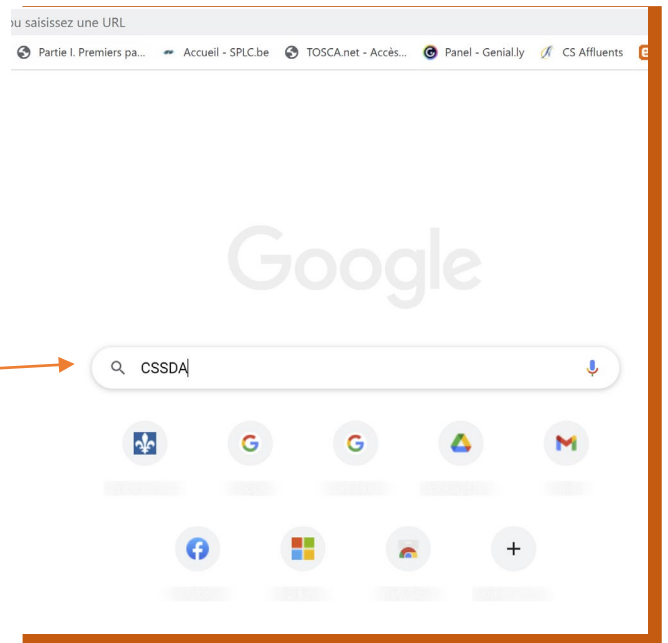 ou saisissez une URL
Partie I. Premiers pa... Accueil - SPLC.be TOSCA.net - Accès... Panel - Genial.ly CS Affluents
Google
CSSDA